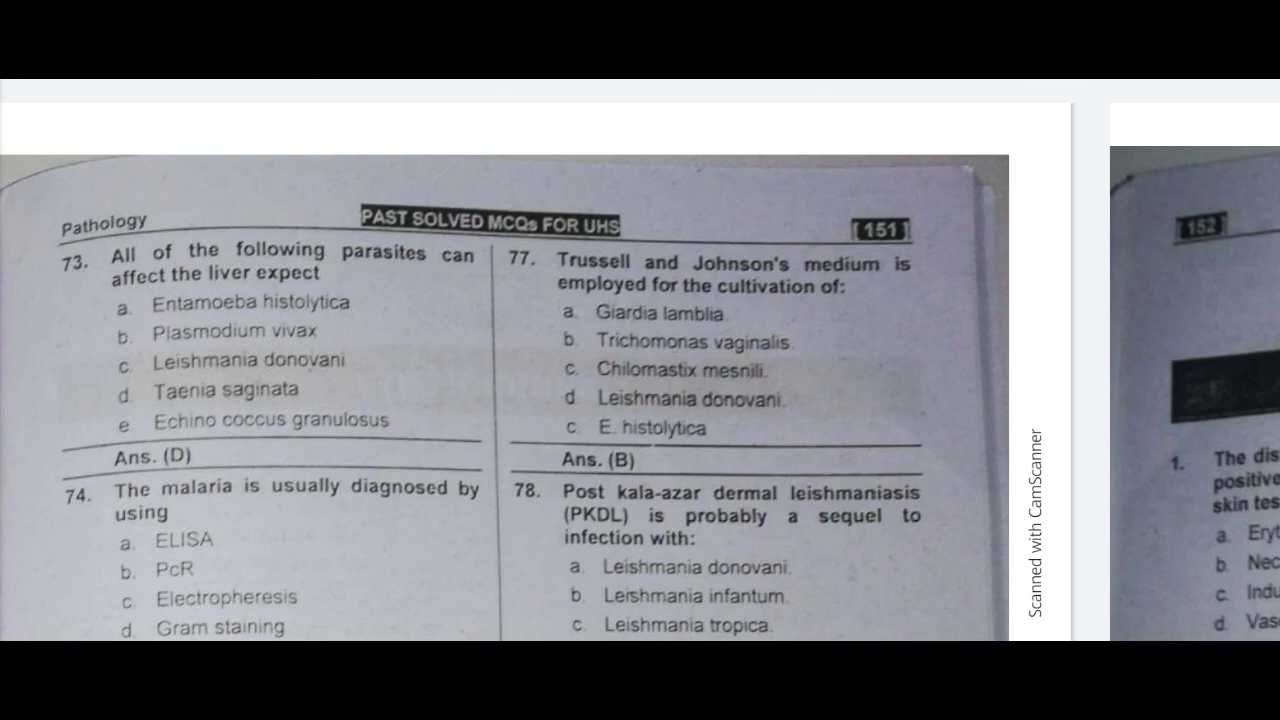 Pathology
PAST SOLVED MCQs FOR UHS
[151]
73. All of the following parasites can
affect the liver expect
a. Entamoeba histolytica
b. Plasmodium vivax
c. Leishmania donovani
d. Taenia saginata
e. Echino coccus granulosus
Ans. (D)
74. The malaria is usually diagnosed by
using
a. ELISA
b. PcR
c. Electropheresis
d. Gram staining
77. Trussell and Johnson's medium is
employed for the cultivation of:
a. Giardia lamblia.
b. Trichomonas vaginalis.
c. Chilomastix mesnili.
d. Leishmania donovani.
c. E. histolytica
Ans. (B)
78. Post kala-azar dermal leishmaniasis
(PKDL) is probably a sequel to
infection with:
a. Leishmania donovani.
b. Leishmania infantum.
c. Leishmania tropica.
Scanned with CamScanner
152
1. The dis
positive
skin tes
a. Eryt
b. Nec
c. Indu
d. Vas